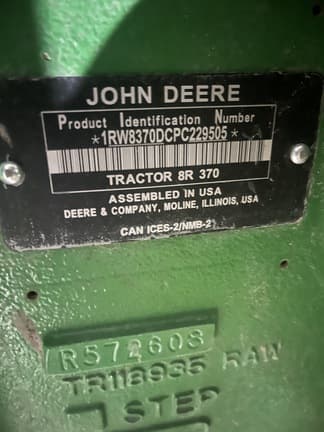 JOHN DEERE
Product Identification Number
*1RW8370DCPC229505*
TRACTOR 8R 370
ASSEMBLED IN USA
DEERE & COMPANY, MOLINE, ILLINOIS, USA
CAN ICES-2/NMB-2
R572608
TR118935 RAW
STEP